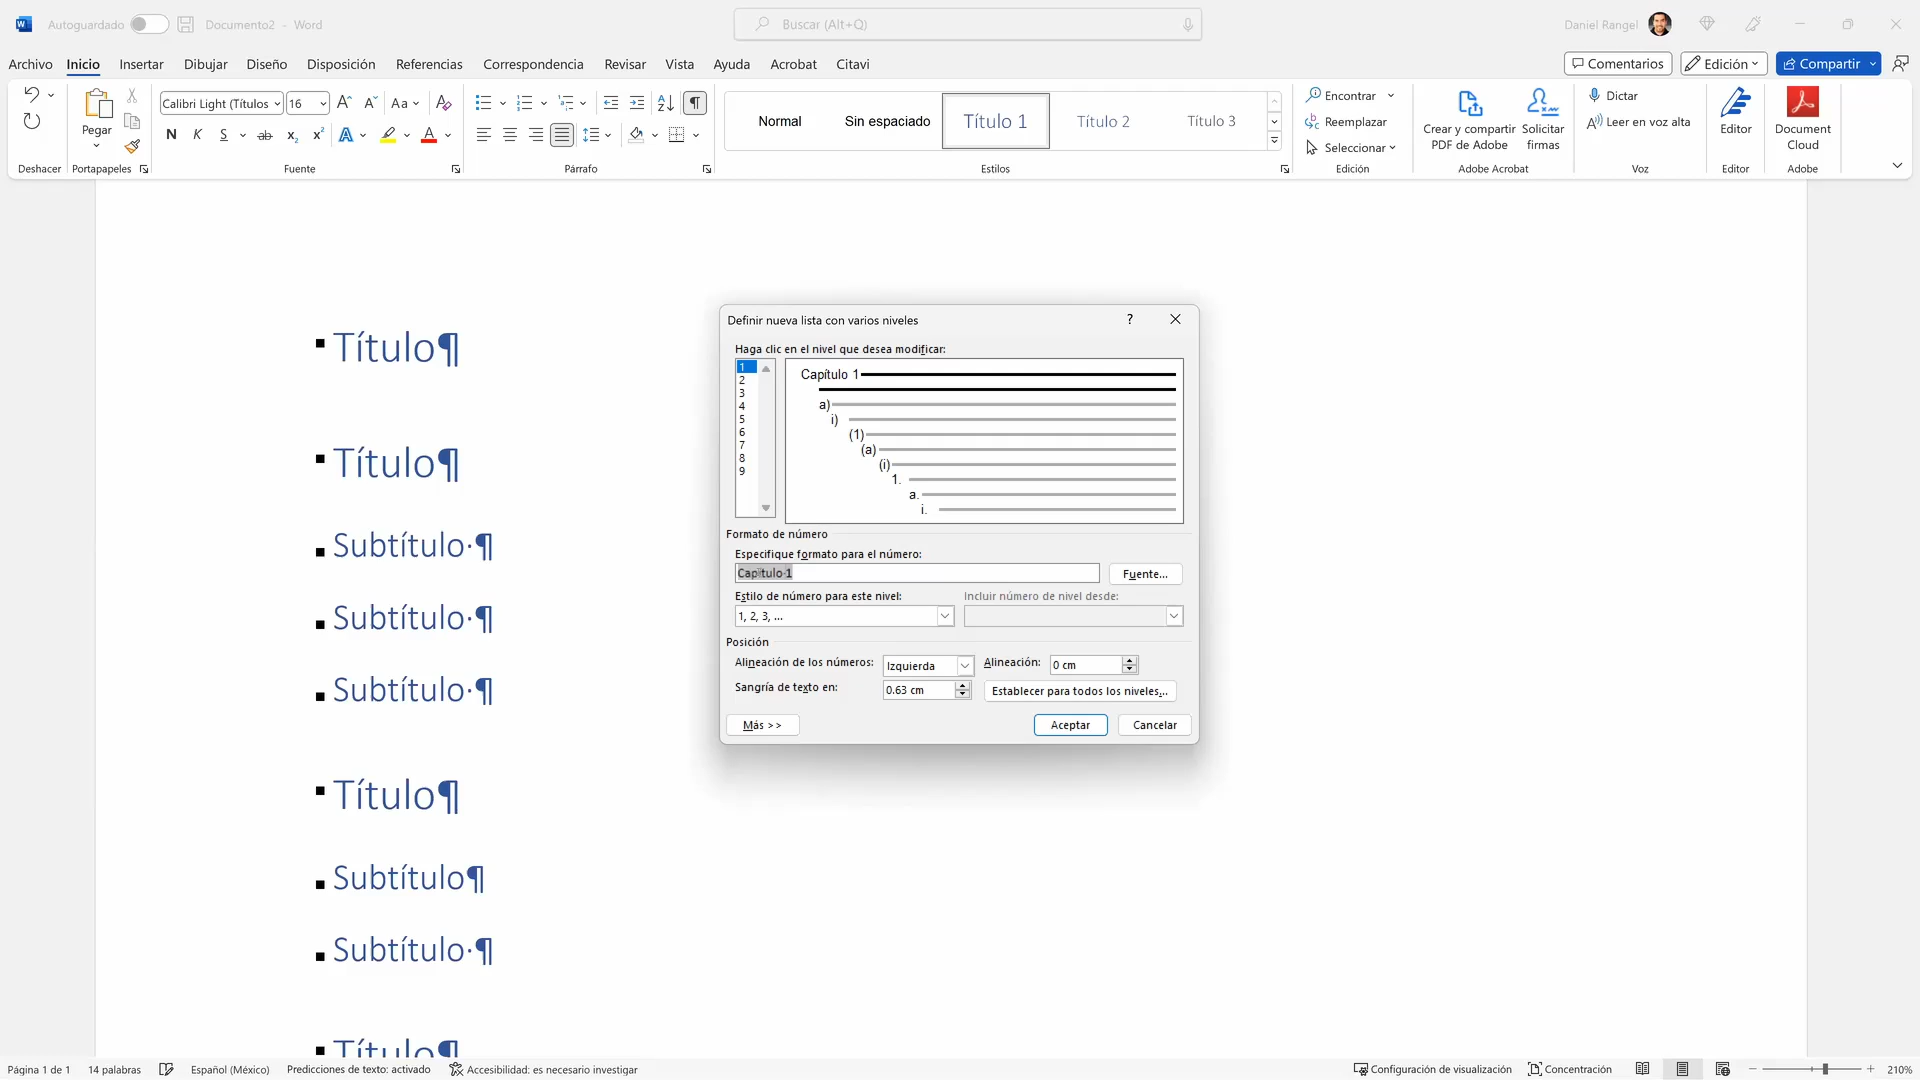 Autoguardado Documento2 - Word Buscar (Alt+Q) Daniel Rangel
Archivo Inicio Insertar Dibujar Diseño Disposición Referencias Correspondencia Revisar Vista Ayuda Acrobat Citavi Comentarios Edición Compartir
Calibri Light (Títulos 16 Aa
Pegar
N K S ab x₂ x² A A
Normal Sin espaciado Título 1 Título 2 Título 3
Encontrar
Reemplazar
Seleccionar
Crear y compartir PDF de Adobe
Solicitar firmas
Dictar
Leer en voz alta
Editor
Document Cloud
Deshacer Portapapeles Fuente Párrafo Estilos Edición Adobe Acrobat Voz Editor Adobe
Título¶
Título¶
Subtítulo·¶
Subtítulo·¶
Subtítulo·¶
Título¶
Subtítulo¶
Subtítulo·¶
Título¶
Definir nueva lista con varios niveles ?
Haga clic en el nivel que desea modificar:
1
2
3
4
5
6
7
8
9
Capítulo 1
a)
i)
(1)
(a)
(i)
1.
a.
i.
Formato de número
Especifique formato para el número:
Capítulo·1 Fuente...
Estilo de número para este nivel: Incluir número de nivel desde:
1, 2, 3, ...
Posición
Alineación de los números: Izquierda Alineación: 0 cm
Sangría de texto en: 0.63 cm Establecer para todos los niveles...
Más >> Aceptar Cancelar
Página 1 de 1 14 palabras Español (México) Predicciones de texto: activado Accesibilidad: es necesario investigar Configuración de visualización Concentración 210%